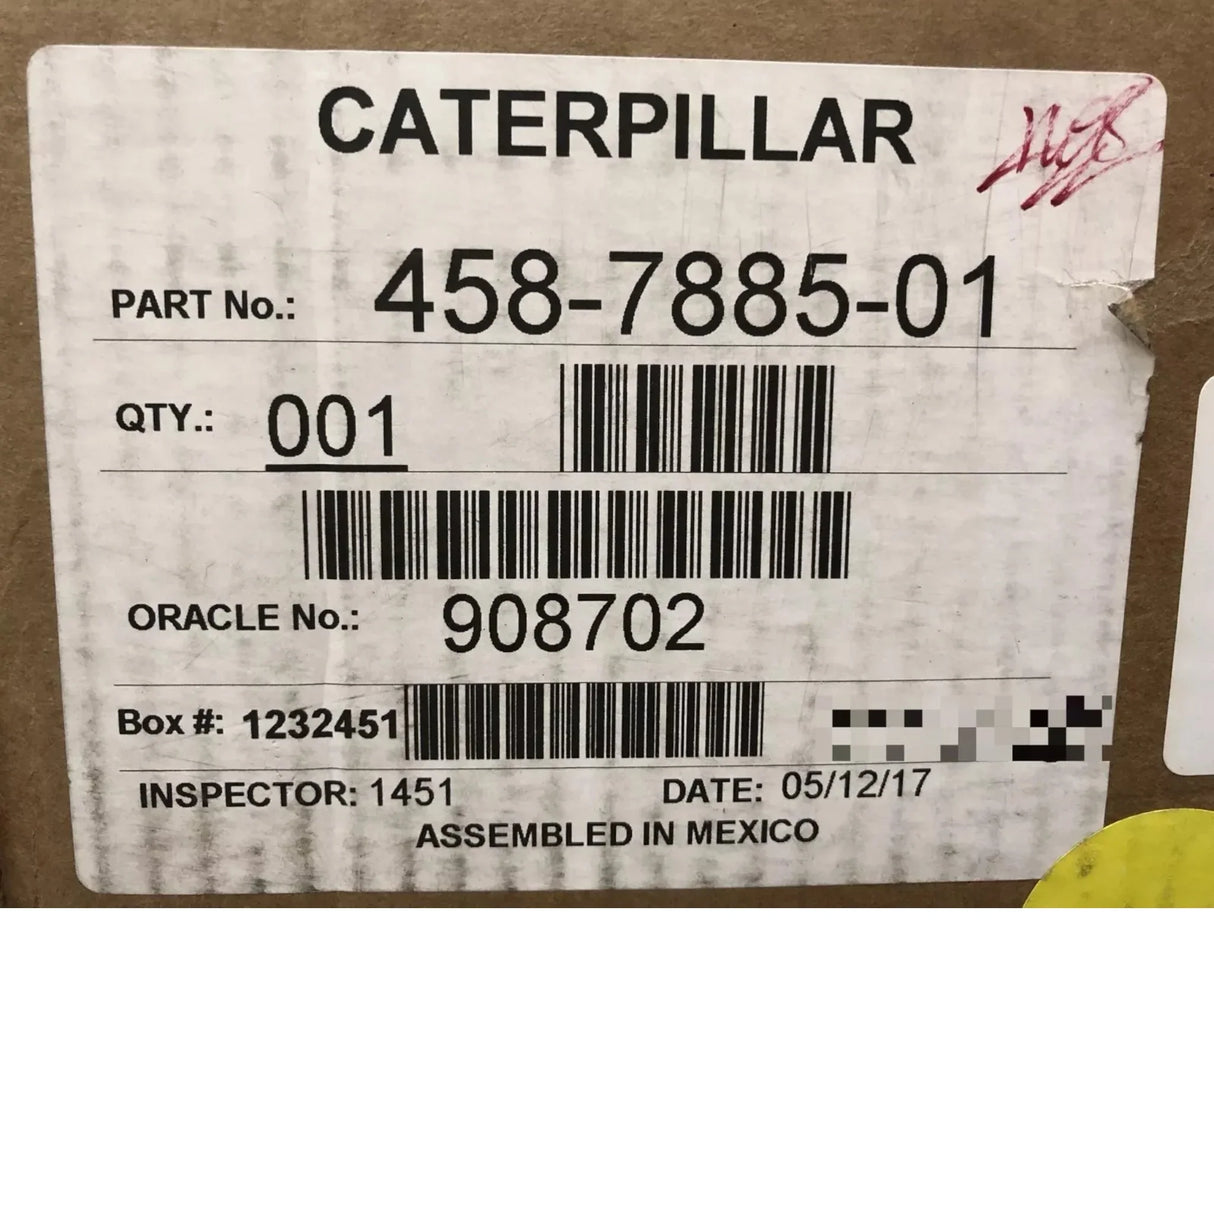 CATERPILLAR
PART No.: 458-7885-01
QTY.: 001
ORACLE No.: 908702
Box #: 1232451
INSPECTOR: 1451 DATE: 05/12/17
ASSEMBLED IN MEXICO